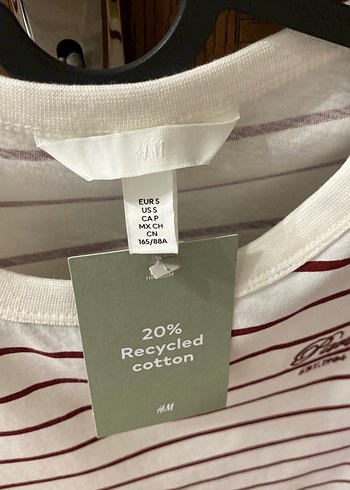 H&M
EUR S
US S
CA P
MX CH
CN
165/88A
20%
Recycled
cotton
H&M